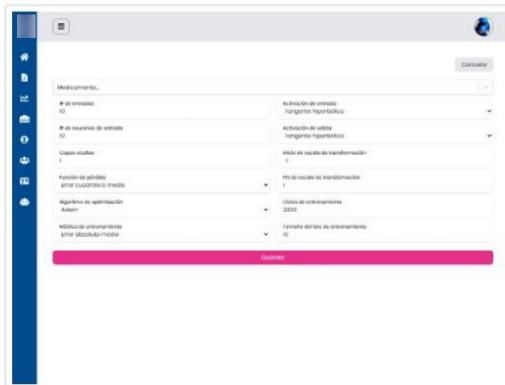 Cancelar
Medicamento...
# de entradas
10
Activación de entrada
Tangente hiperbólica
# de neuronas de entrada
10
Activación de salida
Tangente hiperbólica
Capas ocultas
1
Inicio de escala de transformación
-1
Función de pérdida
Error cuadrático medio
Fin de escala de transformación
1
Algoritmo de optimización
Adam
Ciclos de entrenamiento
2000
Métrica de entrenamiento
Error absoluto medio
Tamaño del lote de entrenamiento
10
Guardar